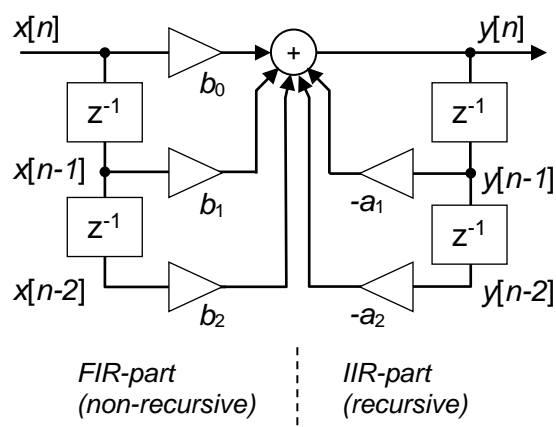 x[n] y[n]
+
b₀
z⁻¹ z⁻¹
x[n-1] y[n-1]
b₁ -a₁
z⁻¹ z⁻¹
x[n-2] y[n-2]
b₂ -a₂
FIR-part IIR-part
(non-recursive) (recursive)